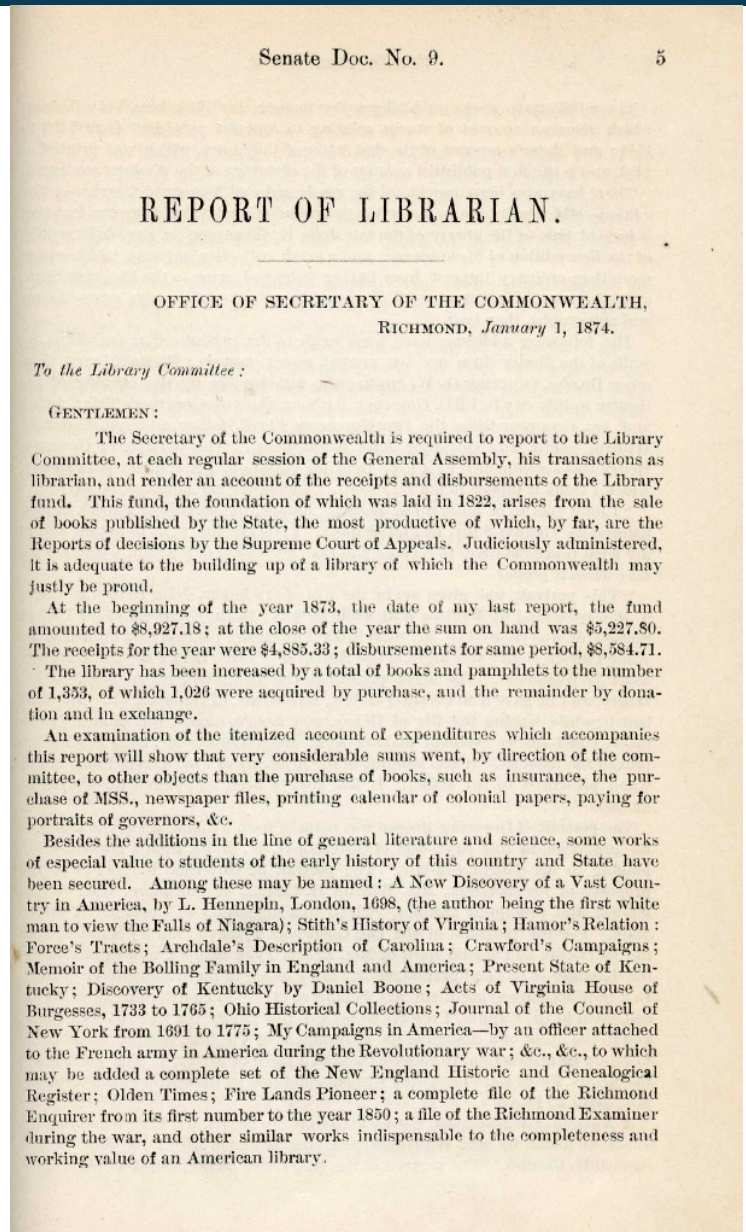 Senate Doc. No. 9. 5
REPORT OF LIBRARIAN.
OFFICE OF SECRETARY OF THE COMMONWEALTH,
RICHMOND, January 1, 1874.
To the Library Committee :
GENTLEMEN :
The Secretary of the Commonwealth is required to report to the Library
Committee, at each regular session of the General Assembly, his transactions as
librarian, and render an account of the receipts and disbursements of the Library
fund. This fund, the foundation of which was laid in 1822, arises from the sale
of books published by the State, the most productive of which, by far, are the
Reports of decisions by the Supreme Court of Appeals. Judiciously administered,
it is adequate to the building up of a library of which the Commonwealth may
justly be proud.
At the beginning of the year 1873, the date of my last report, the fund
amounted to $8,927.18 ; at the close of the year the sum on hand was $5,227.80.
The receipts for the year were $4,885.33 ; disbursements for same period, $8,584.71.
The library has been increased by a total of books and pamphlets to the number
of 1,353, of which 1,026 were acquired by purchase, and the remainder by dona-
tion and in exchange.
An examination of the itemized account of expenditures which accompanies
this report will show that very considerable sums went, by direction of the com-
mittee, to other objects than the purchase of books, such as insurance, the pur-
chase of MSS., newspaper files, printing calendar of colonial papers, paying for
portraits of governors, &c.
Besides the additions in the line of general literature and science, some works
of especial value to students of the early history of this country and State have
been secured. Among these may be named : A New Discovery of a Vast Coun-
try in America, by L. Hennepin, London, 1698, (the author being the first white
man to view the Falls of Niagara) ; Stith's History of Virginia ; Hamor's Relation :
Force's Tracts ; Archdale's Description of Carolina ; Crawford's Campaigns ;
Memoir of the Bolling Family in England and America ; Present State of Ken-
tucky ; Discovery of Kentucky by Daniel Boone ; Acts of Virginia House of
Burgesses, 1733 to 1765 ; Ohio Historical Collections ; Journal of the Council of
New York from 1691 to 1775 ; My Campaigns in America—by an officer attached
to the French army in America during the Revolutionary war ; &c., &c., to which
may be added a complete set of the New England Historic and Genealogical
Register ; Olden Times ; Fire Lands Pioneer ; a complete file of the Richmond
Enquirer from its first number to the year 1850 ; a file of the Richmond Examiner
during the war, and other similar works indispensable to the completeness and
working value of an American library.